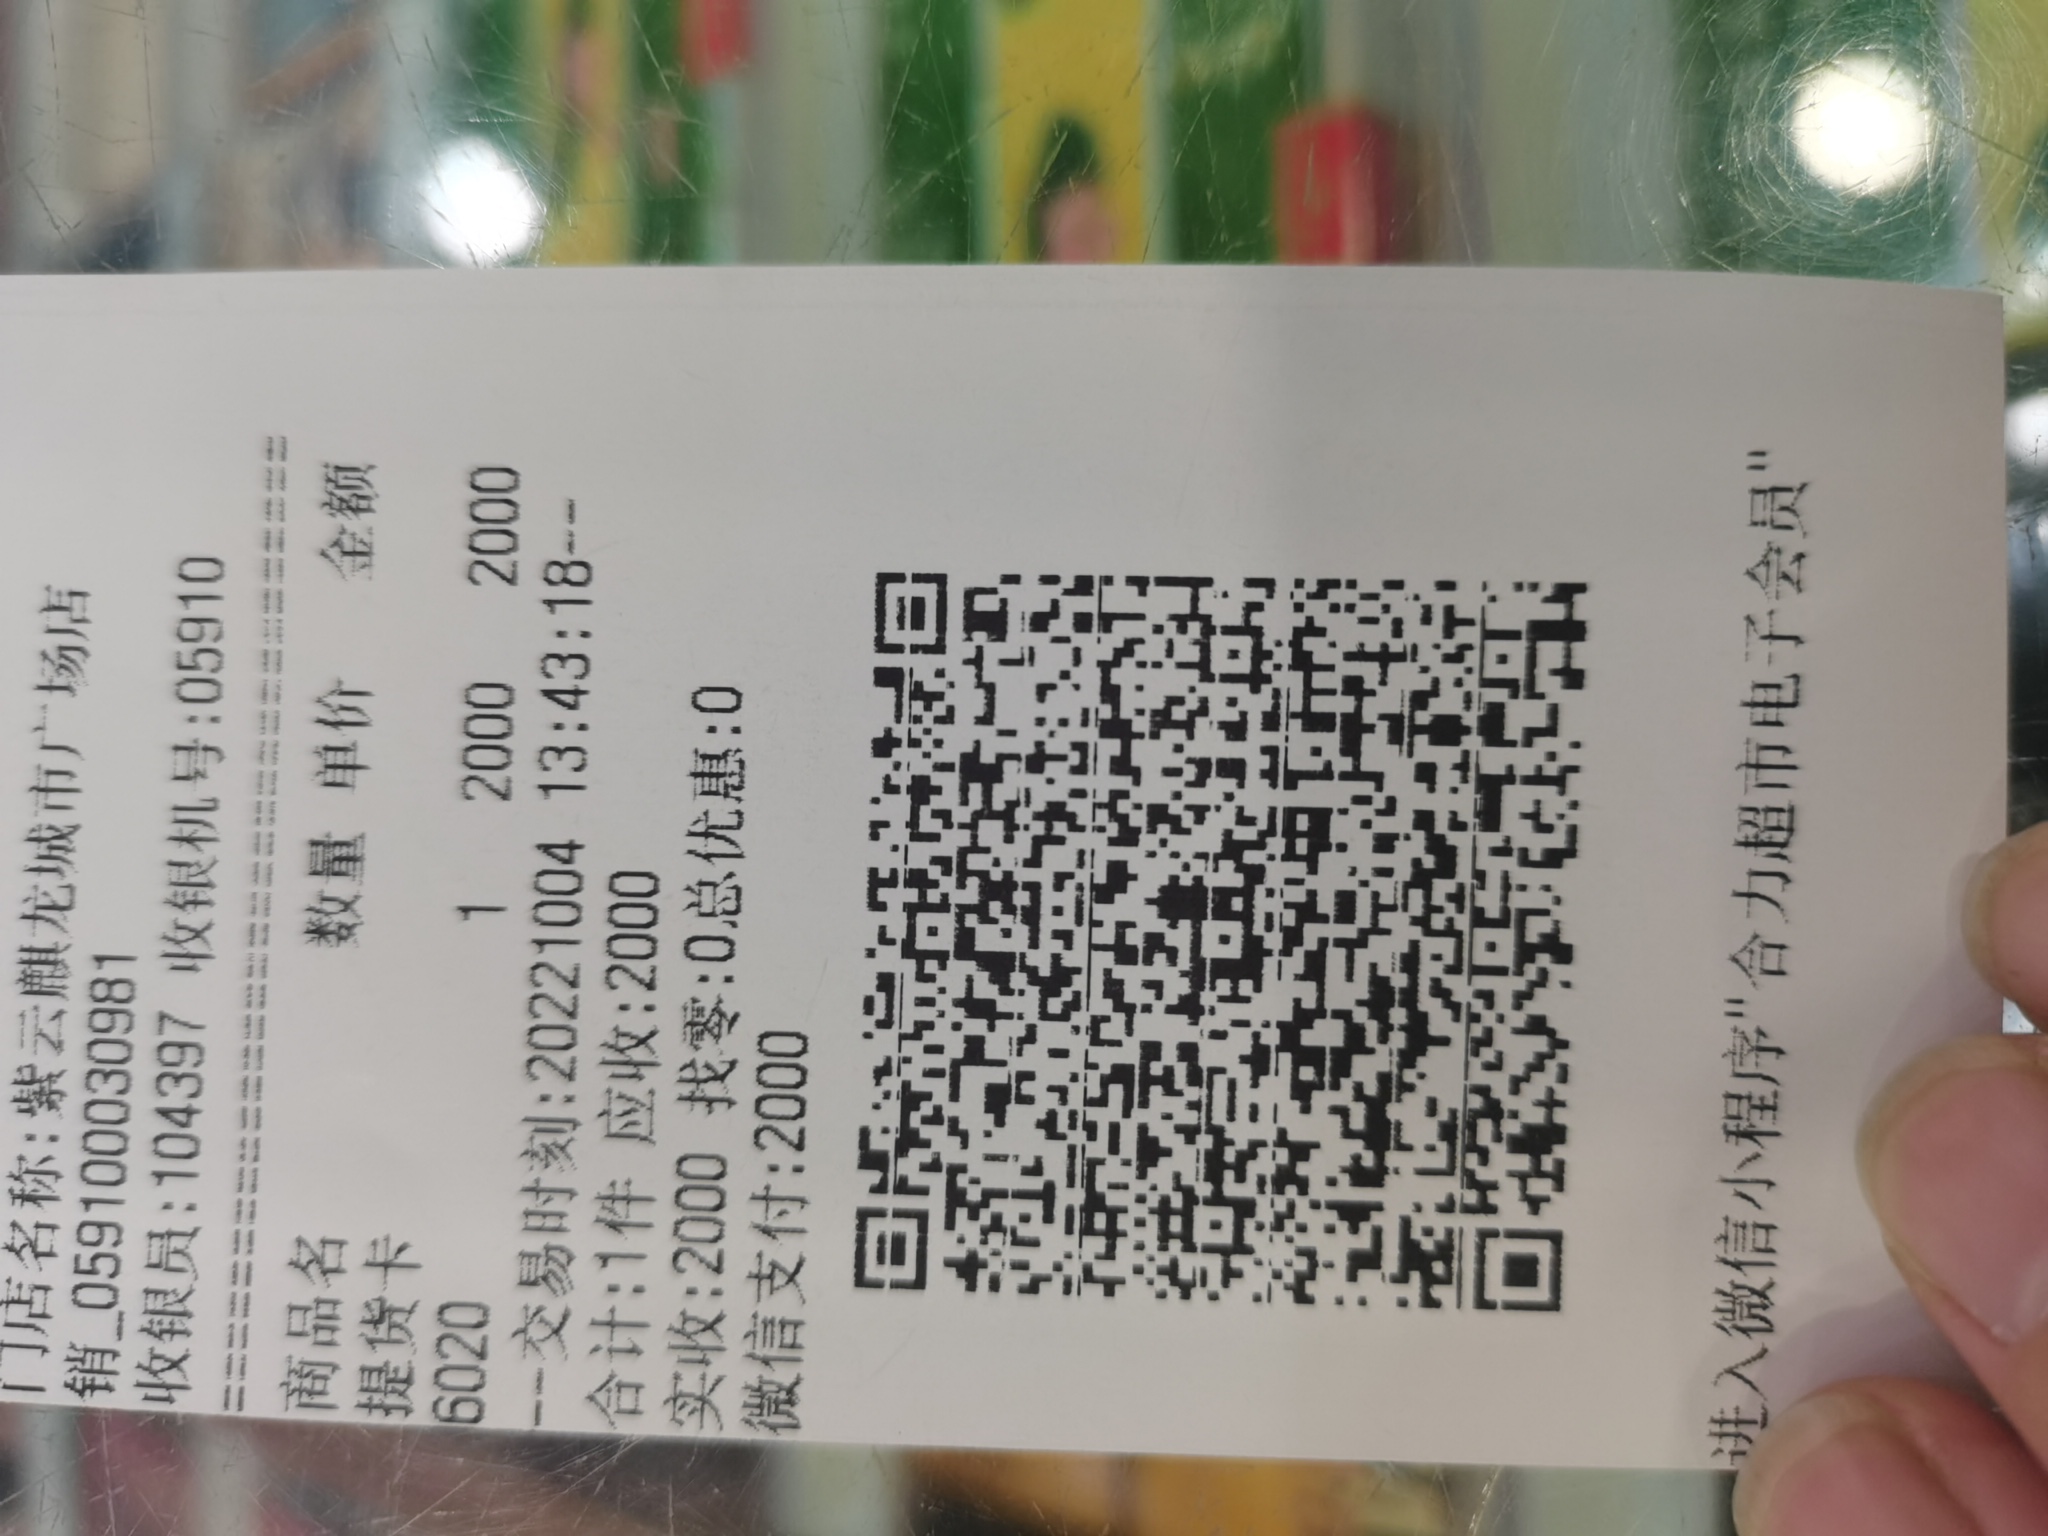 门店名称:紫云麒龙城市广场店
销_0591000030981
收银员:104397 收银机号:05910
商品名 数量 单价 金额
提货卡
6020 1 2000 2000
--交易时刻:20221004 13:43:18--
合计:1件 应收:2000
实收:2000 找零:0总优惠:0
微信支付:2000
进入微信小程序"合力超市电子会员"